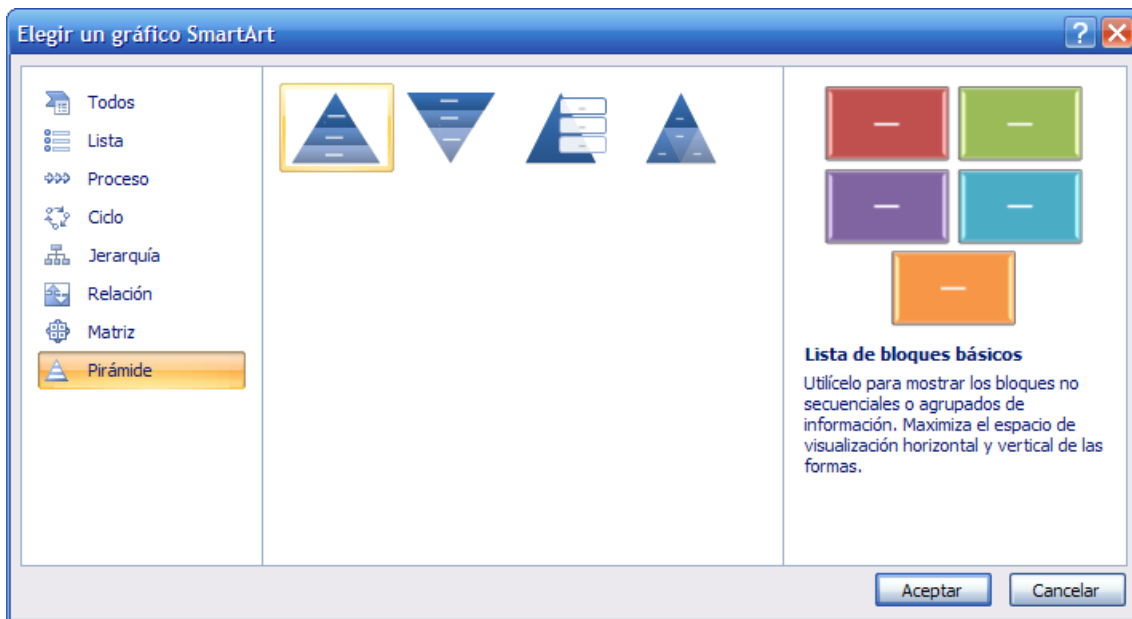 Elegir un gráfico SmartArt
Todos
Lista
Proceso
Ciclo
Jerarquía
Relación
Matriz
Pirámide
Lista de bloques básicos
Utilícelo para mostrar los bloques no
secuenciales o agrupados de
información. Maximiza el espacio de
visualización horizontal y vertical de las
formas.
Aceptar
Cancelar